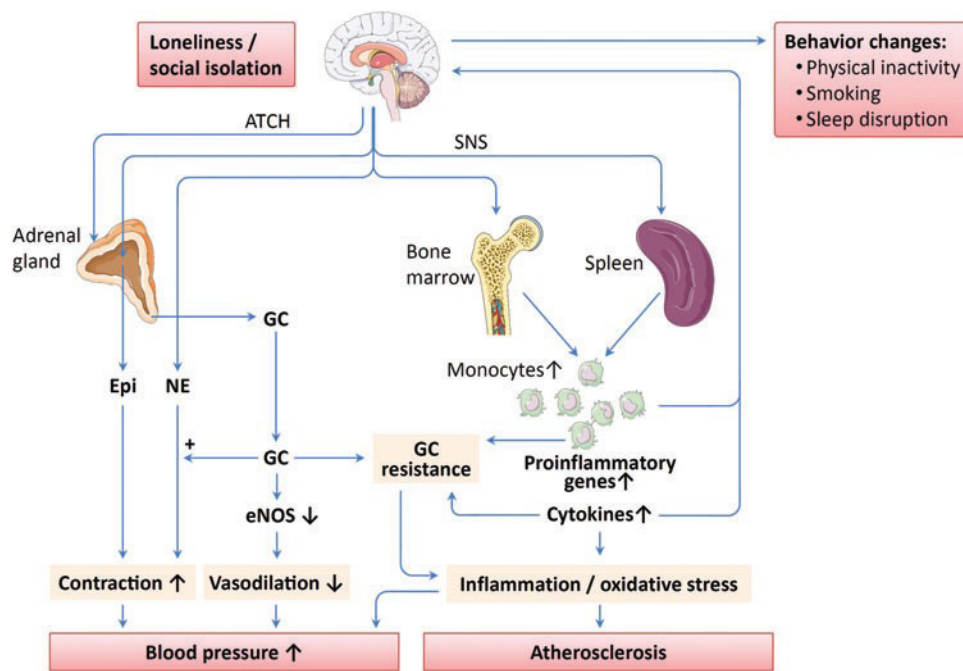 Loneliness /
social isolation
Behavior changes:
• Physical inactivity
• Smoking
• Sleep disruption
ATCH
SNS
Adrenal
gland
Bone
marrow
Spleen
GC
Monocytes↑
Epi
NE
+
GC
GC
resistance
Proinflammatory
genes↑
eNOS ↓
Cytokines↑
Contraction ↑
Vasodilation ↓
Inflammation / oxidative stress
Blood pressure ↑
Atherosclerosis